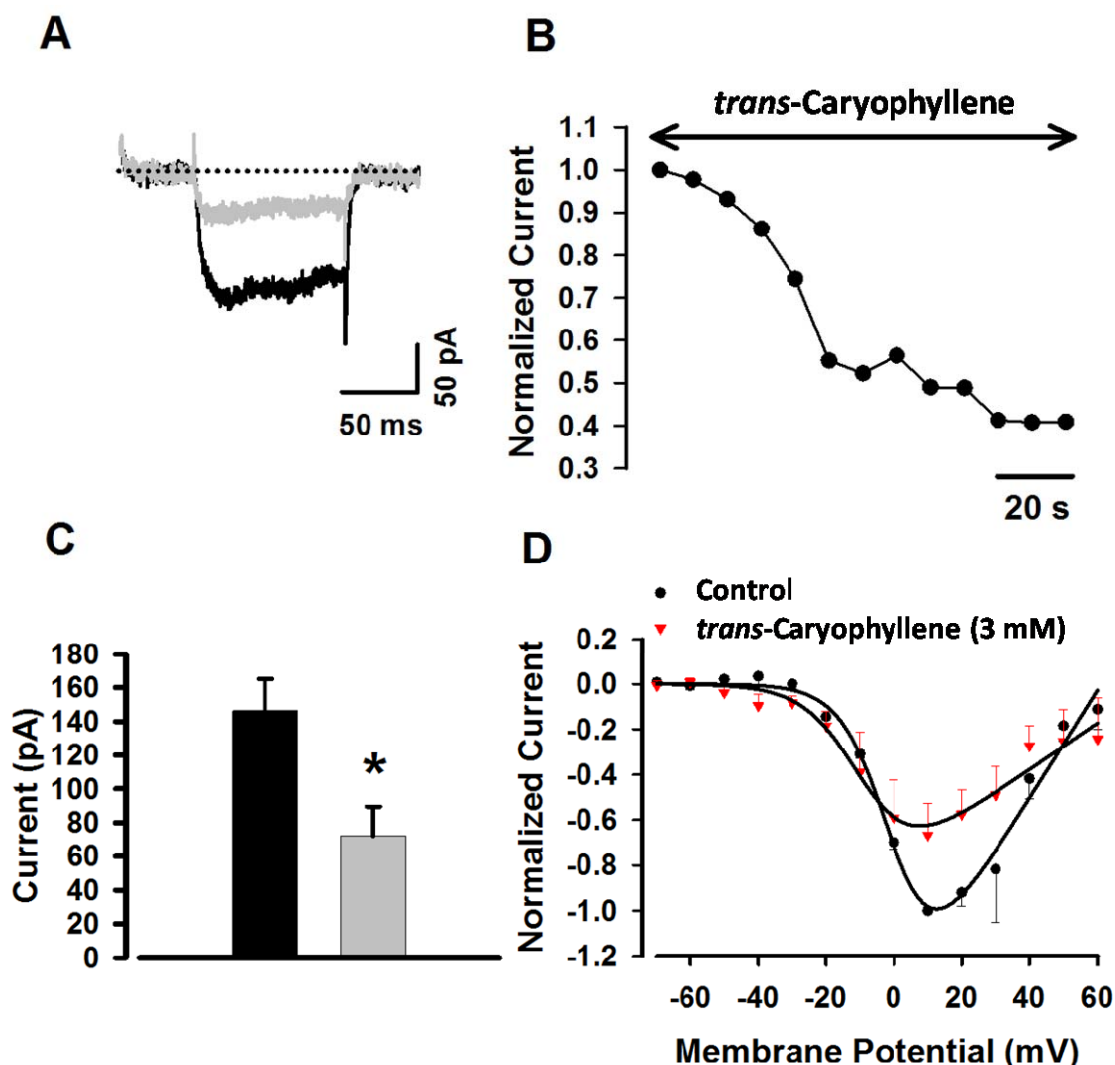 A
50 pA
50 ms
B
trans-Caryophyllene
Normalized Current
1.1
1.0
0.9
0.8
0.7
0.6
0.5
0.4
0.3
20 s
C
Current (pA)
180
160
140
120
100
80
60
40
20
0
*
D
Control
trans-Caryophyllene (3 mM)
Normalized Current
0.2
0.0
-0.2
-0.4
-0.6
-0.8
-1.0
-1.2
-60 -40 -20 0 20 40 60
Membrane Potential (mV)